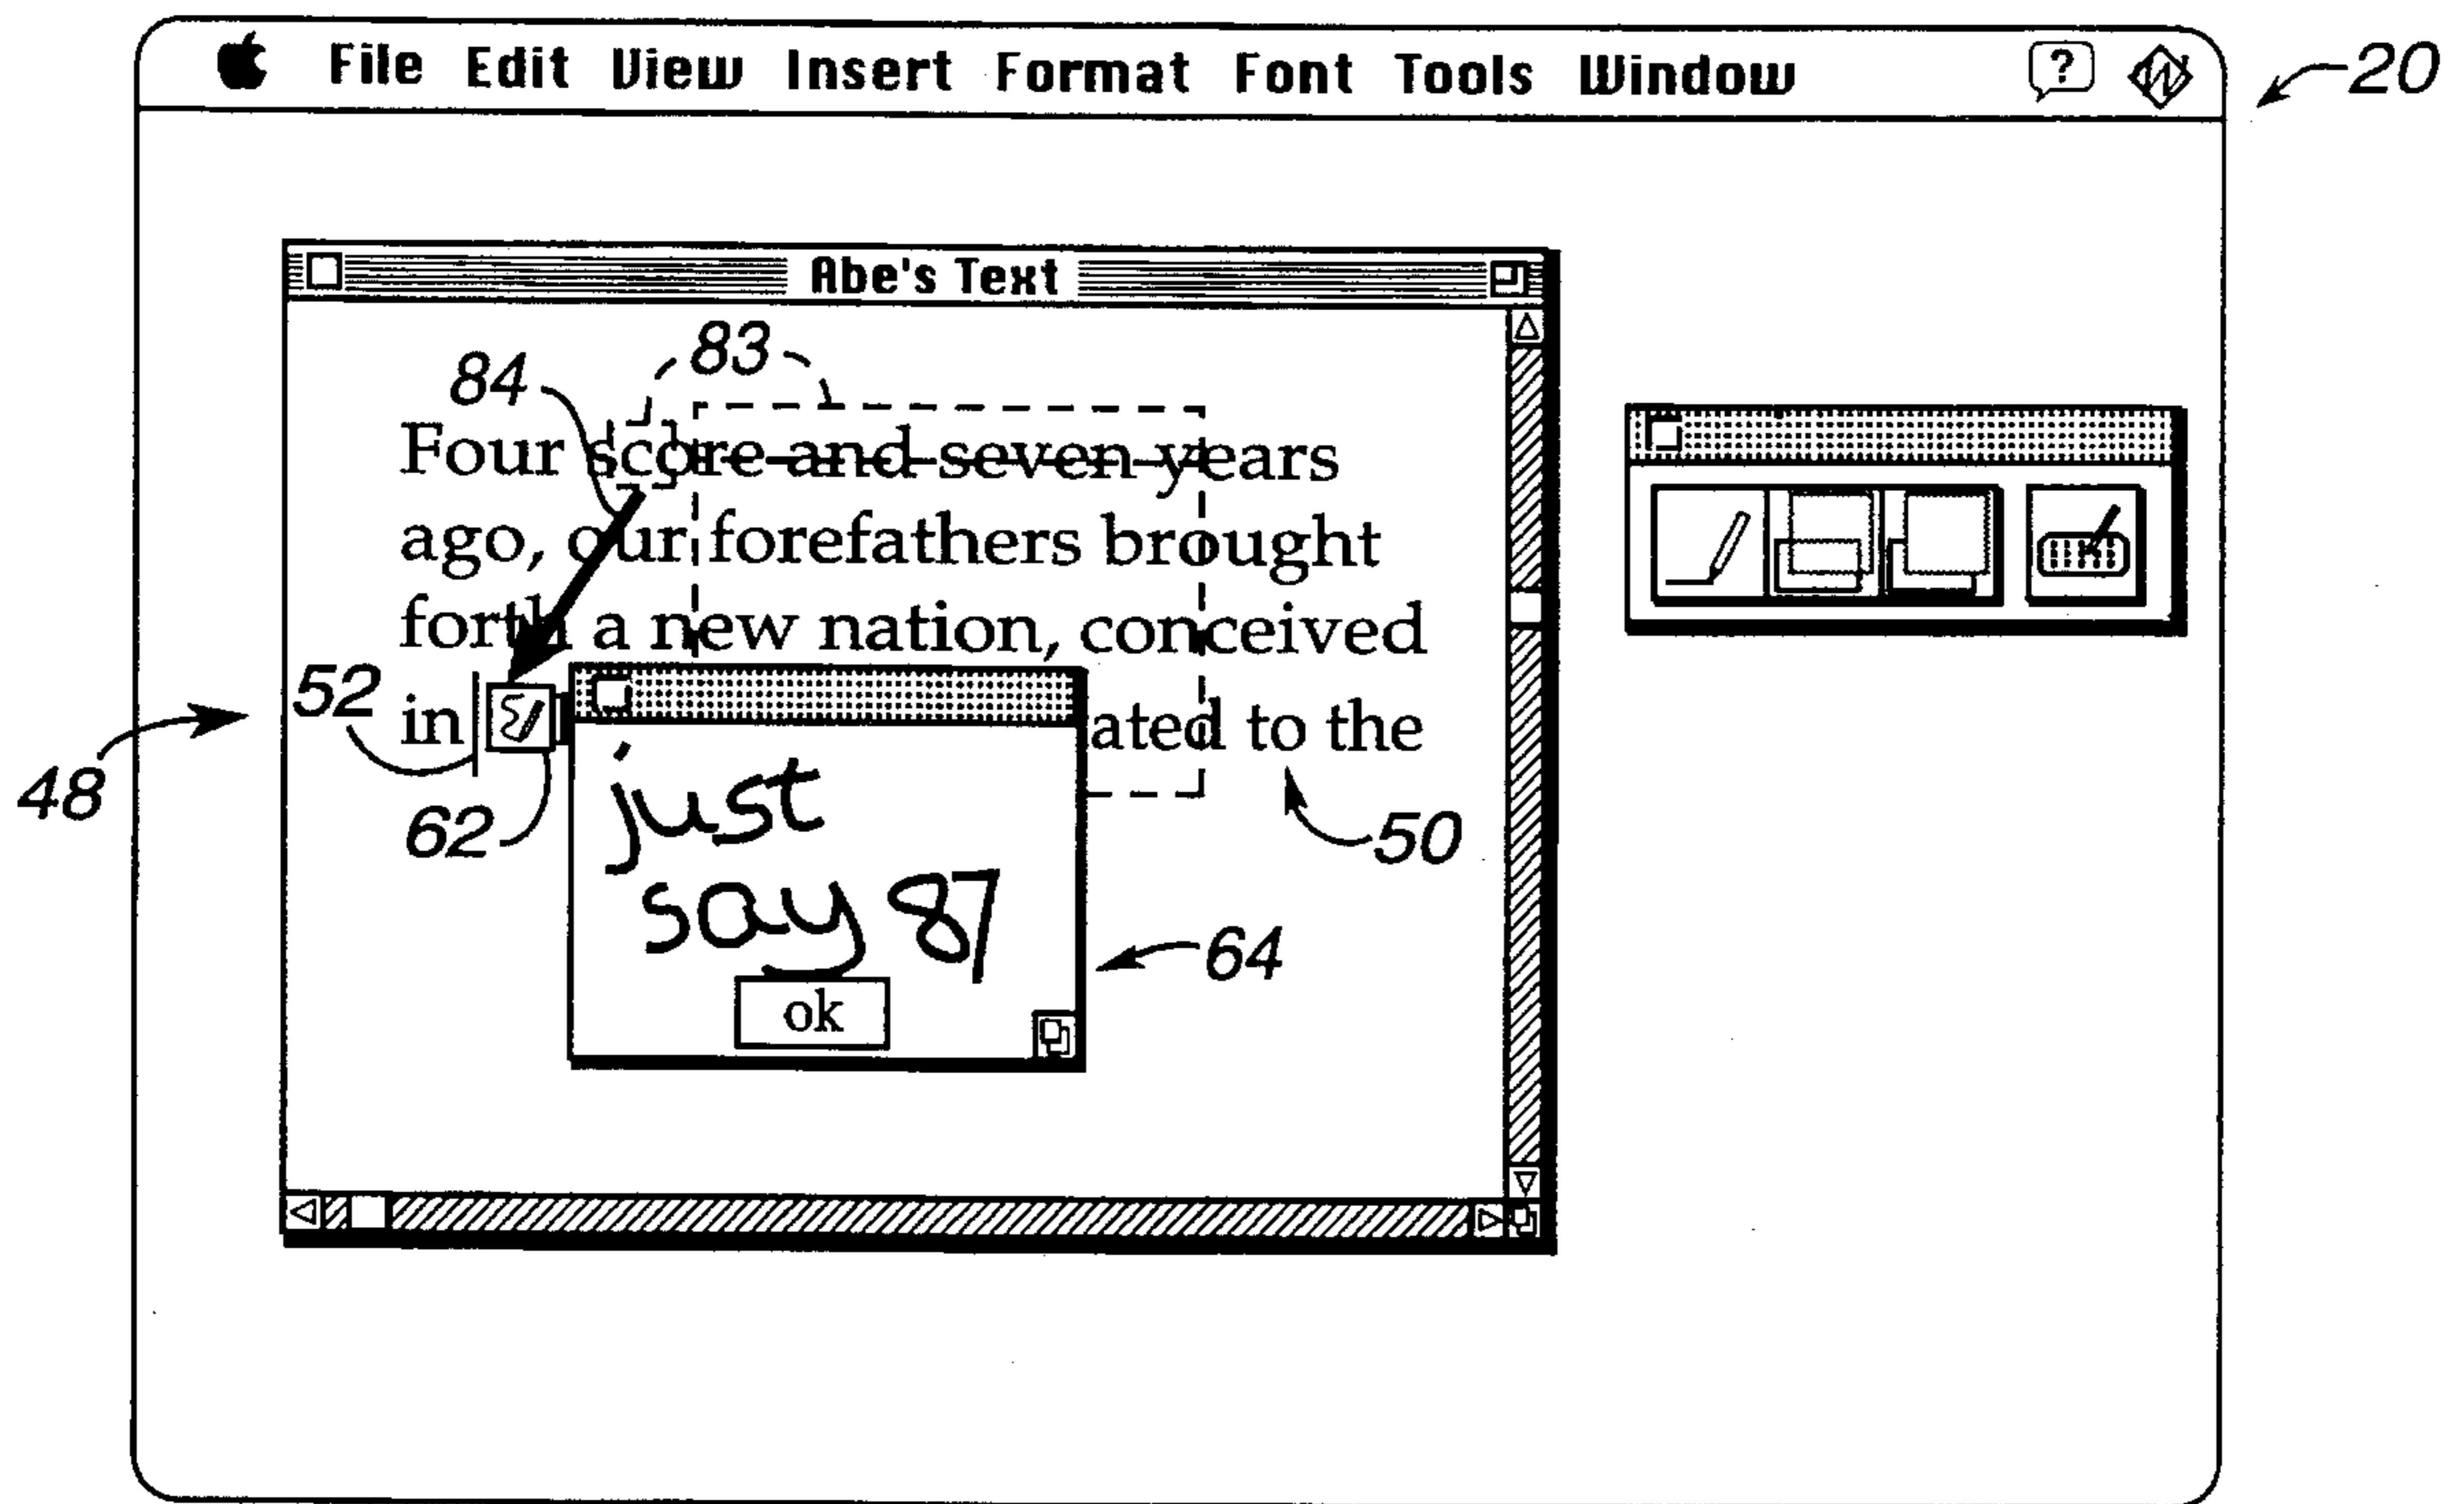 File Edit View Insert Format Font Tools Window ?
20
Abe's Text
83
84
Four score and seven years
ago, our forefathers brought
forth a new nation, conceived
52 in ated to the
48
62
50
just
say 87
64
ok